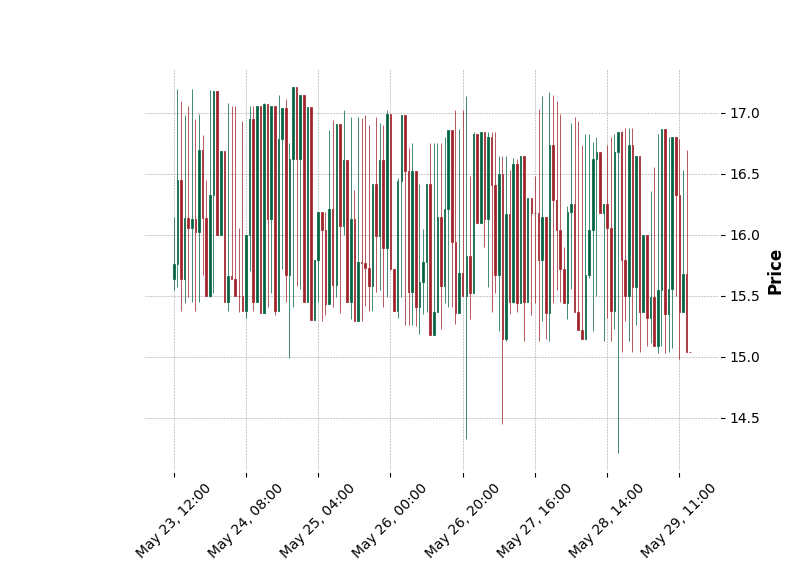 17.0
16.5
16.0
15.5
15.0
14.5
Price
May 23, 12:00
May 24, 08:00
May 25, 04:00
May 26, 00:00
May 26, 20:00
May 27, 16:00
May 28, 14:00
May 29, 11:00